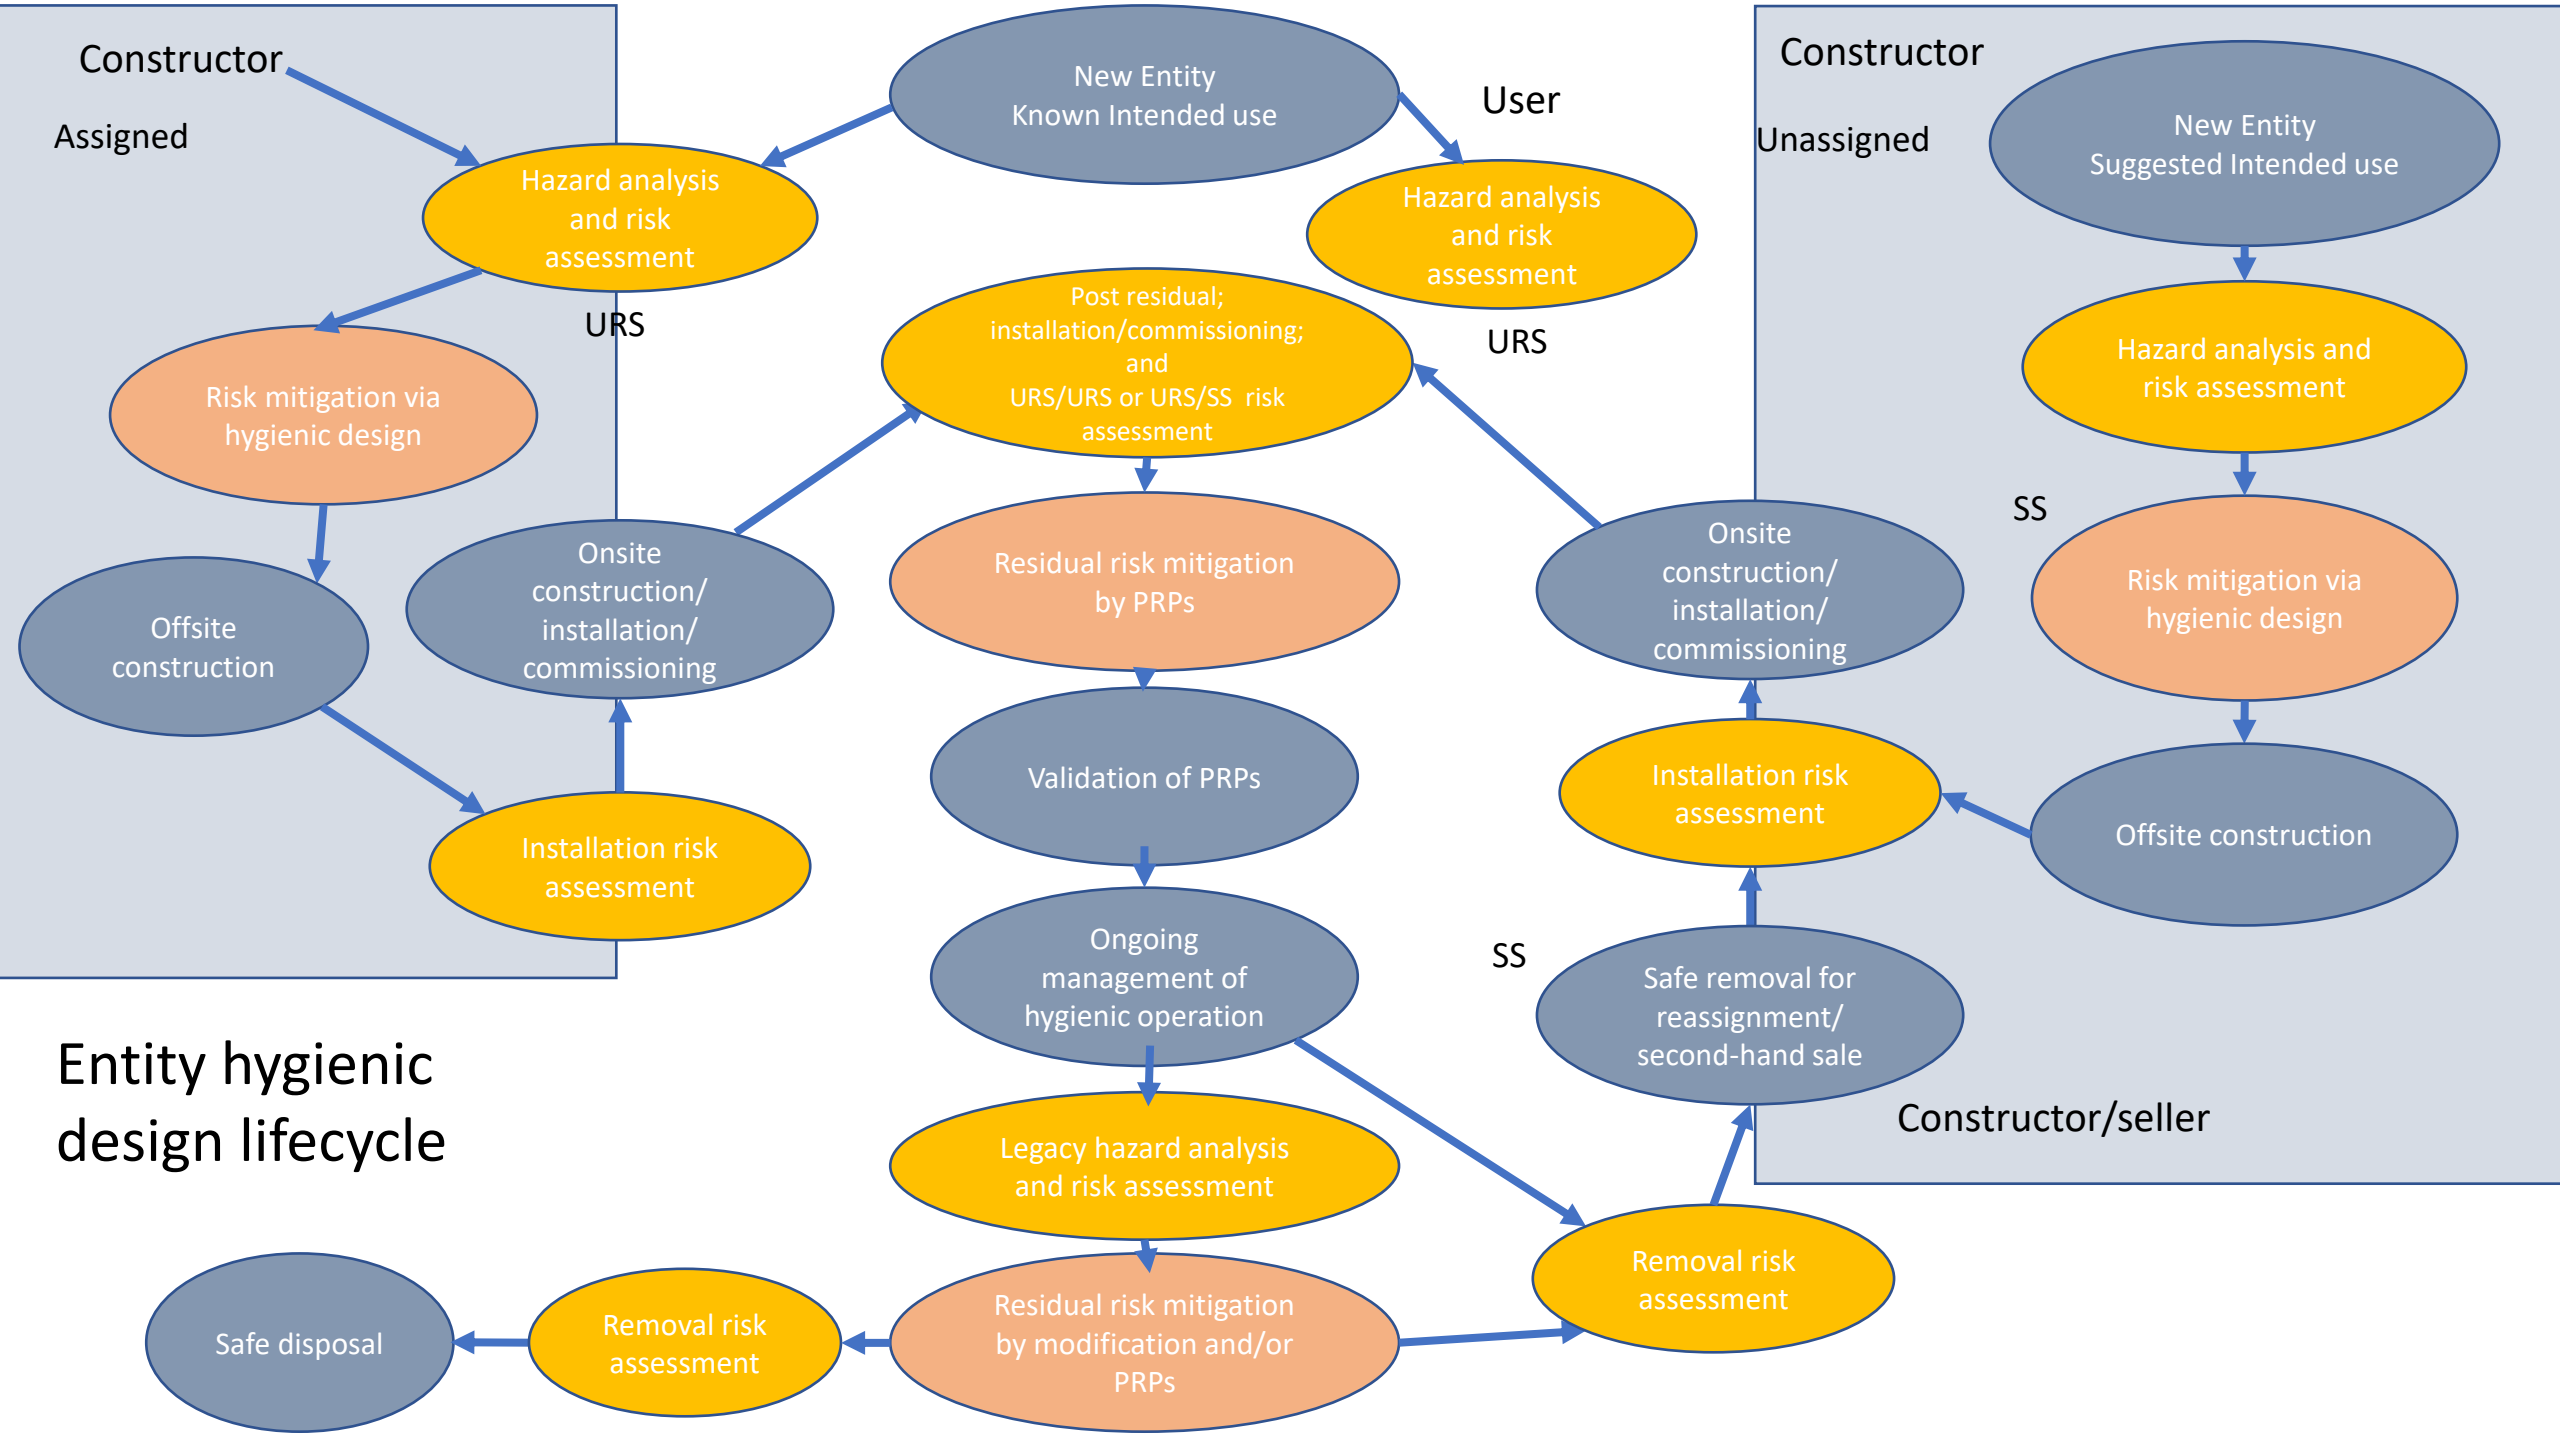 Constructor
Assigned
New Entity
Known Intended use
User
Constructor
Unassigned
New Entity
Suggested Intended use
Hazard analysis
and risk
assessment
URS
Hazard analysis
and risk
assessment
URS
Post residual;
installation/commissioning;
and
URS/URS or URS/SS risk
assessment
Hazard analysis and
risk assessment
Risk mitigation via
hygienic design
SS
Risk mitigation via
hygienic design
Offsite
construction
Onsite
construction/
installation/
commissioning
Residual risk mitigation
by PRPs
Onsite
construction/
installation/
commissioning
Validation of PRPs
Installation risk
assessment
Offsite construction
Installation risk
assessment
Ongoing
management of
hygienic operation
SS
Safe removal for
reassignment/
second-hand sale
Constructor/seller
Entity hygienic
design lifecycle
Legacy hazard analysis
and risk assessment
Removal risk
assessment
Safe disposal
Removal risk
assessment
Residual risk mitigation
by modification and/or
PRPs